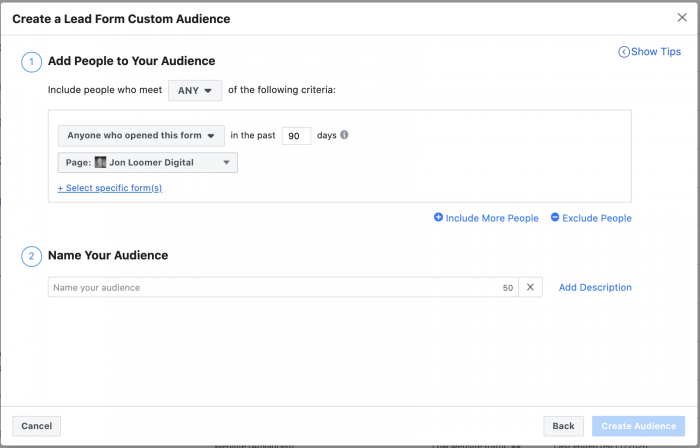 Create a Lead Form Custom Audience
Show Tips
1 Add People to Your Audience
Include people who meet ANY of the following criteria:
Anyone who opened this form in the past 90 days
Page: Jon Loomer Digital
+ Select specific form(s)
Include More People Exclude People
2 Name Your Audience
Name your audience 50 Add Description
Cancel Back Create Audience